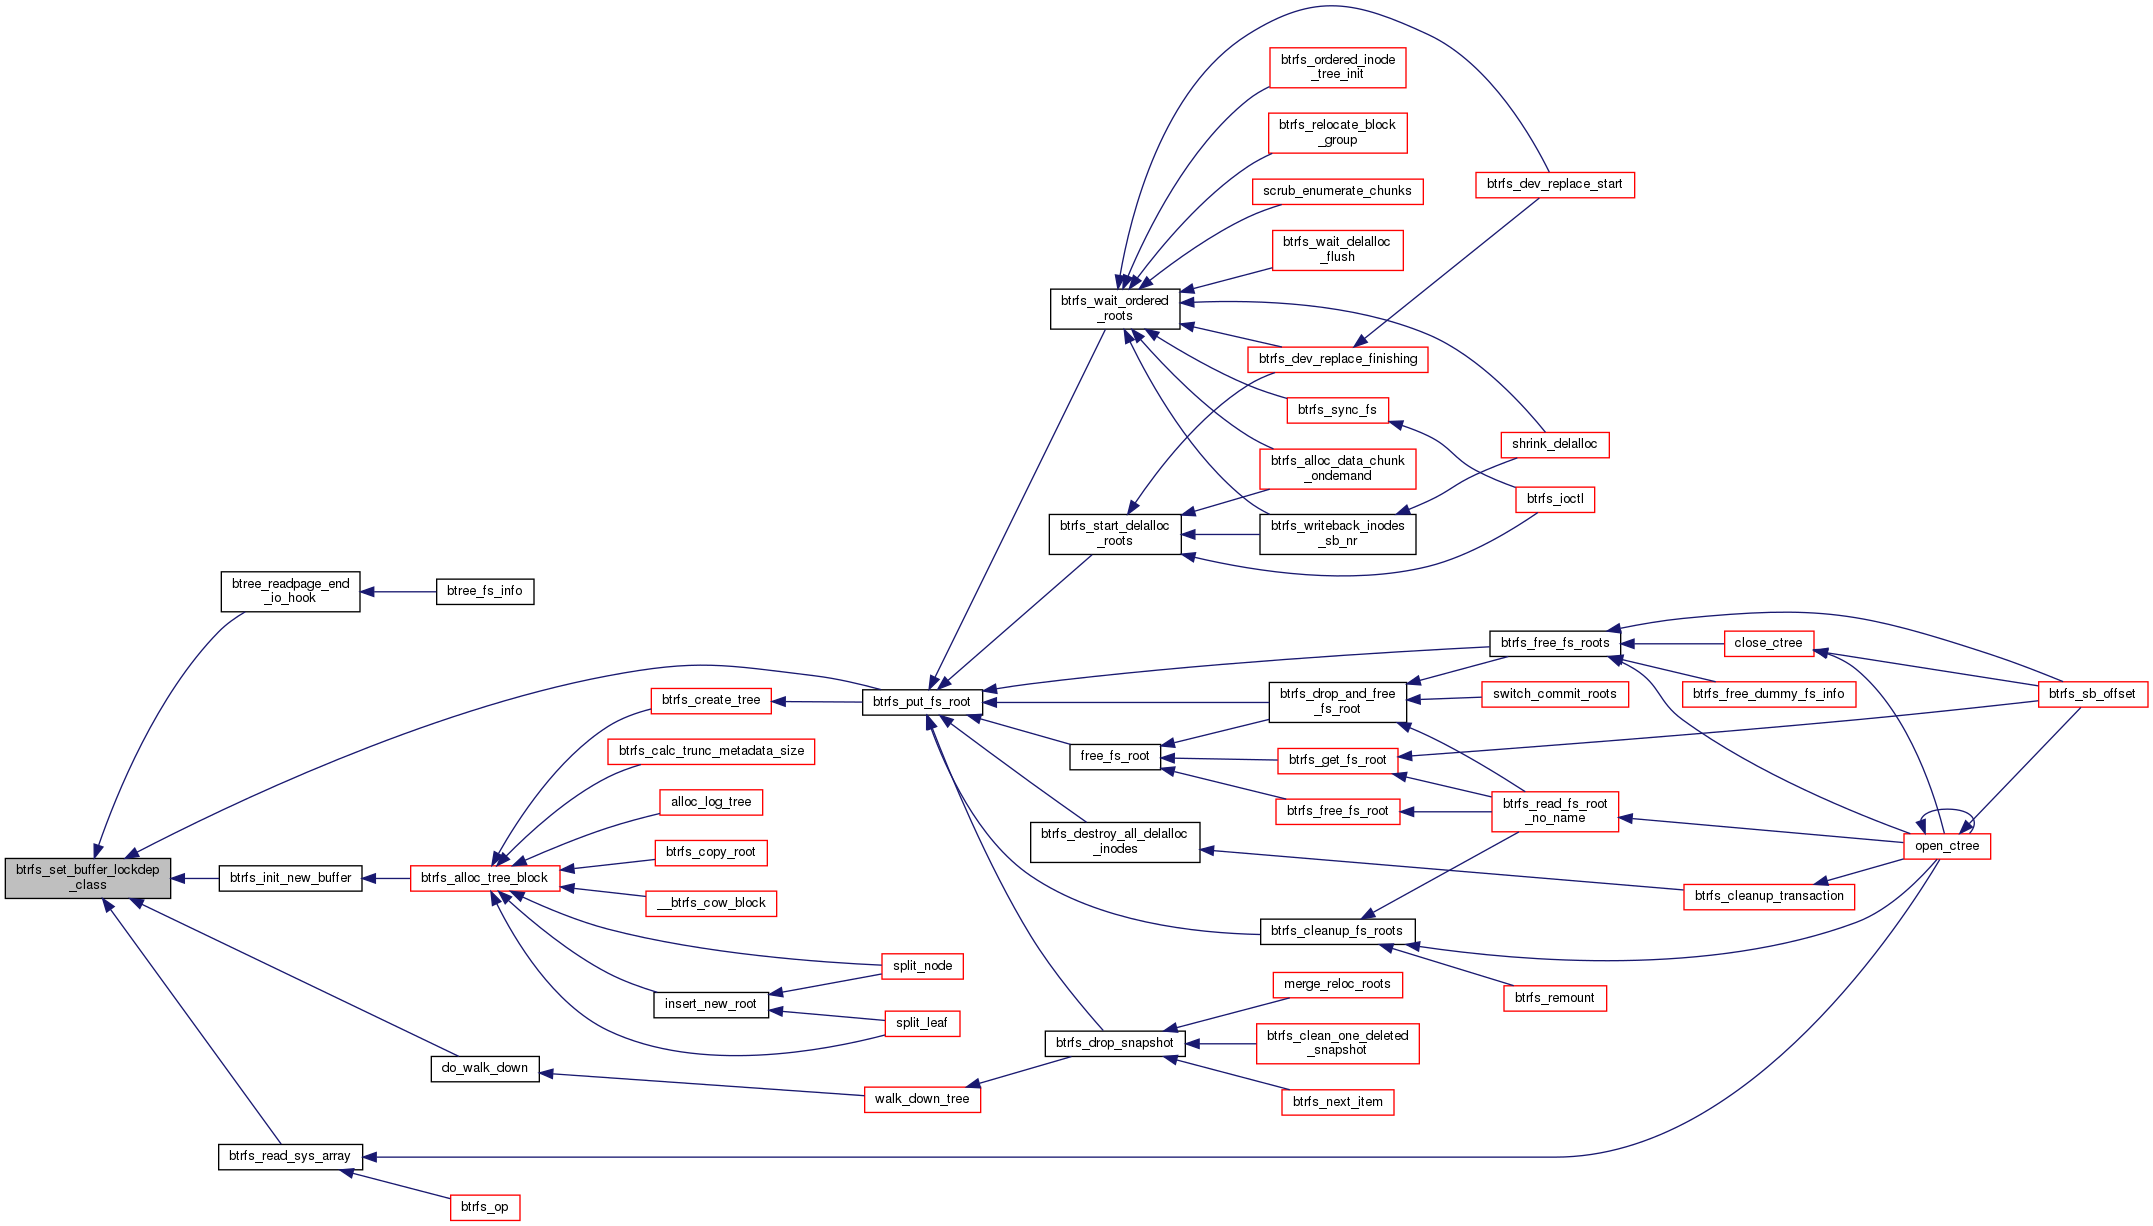 btrfs_ordered_inode
_tree_init
btrfs_relocate_block
_group
btrfs_dev_replace_start
scrub_enumerate_chunks
btrfs_wait_delalloc
_flush
btrfs_wait_ordered
_roots
btrfs_dev_replace_finishing
btrfs_sync_fs
shrink_delalloc
btrfs_alloc_data_chunk
_ondemand
btrfs_ioctl
btrfs_start_delalloc
_roots
btrfs_writeback_inodes
_sb_nr
btree_readpage_end
_io_hook
btree_fs_info
btrfs_free_fs_roots
close_ctree
btrfs_create_tree
btrfs_put_fs_root
btrfs_drop_and_free
_fs_root
switch_commit_roots
btrfs_free_dummy_fs_info
btrfs_sb_offset
btrfs_calc_trunc_metadata_size
free_fs_root
btrfs_get_fs_root
alloc_log_tree
btrfs_free_fs_root
btrfs_read_fs_root
_no_name
btrfs_destroy_all_delalloc
_inodes
open_ctree
btrfs_copy_root
btrfs_set_buffer_lockdep
_class
btrfs_init_new_buffer
btrfs_alloc_tree_block
__btrfs_cow_block
btrfs_cleanup_transaction
btrfs_cleanup_fs_roots
split_node
merge_reloc_roots
btrfs_remount
insert_new_root
split_leaf
btrfs_drop_snapshot
btrfs_clean_one_deleted
_snapshot
do_walk_down
walk_down_tree
btrfs_next_item
btrfs_read_sys_array
btrfs_op